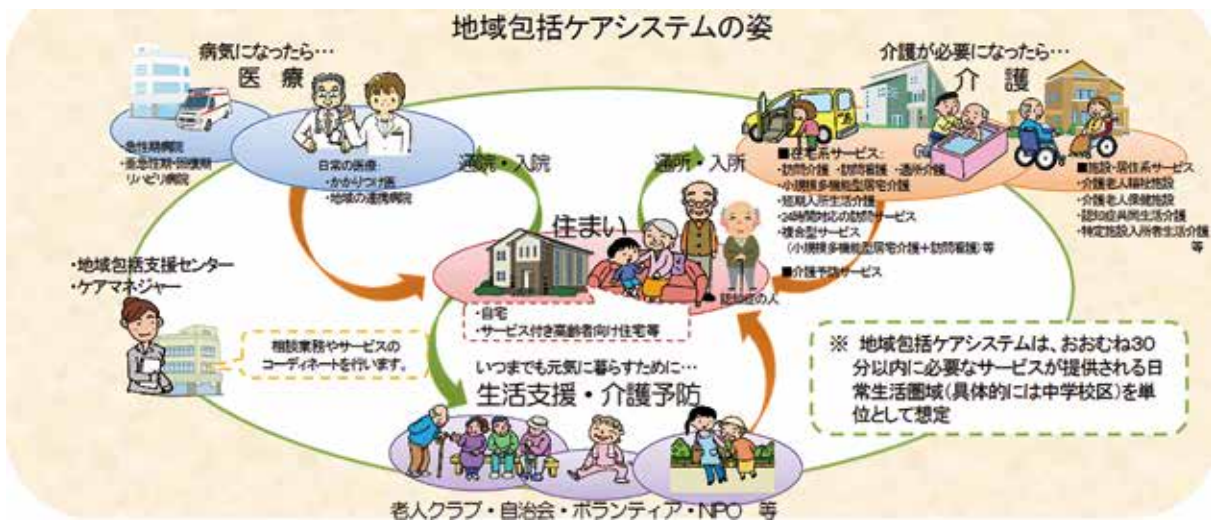 地域包括ケアシステムの姿
病気になったら…
医 療
・急性期病院
・亜急性期・回復期
リハビリ病院
日常の医療:
・かかりつけ医
・地域の連携病院
通院・入院
通所・入所
介護が必要になったら…
介 護
■在宅系サービス:
・訪問介護 ・訪問看護 ・通所介護
・小規模多機能型居宅介護
・短期入所生活介護
・24時間対応の訪問サービス
・複合型サービス
(小規模多機能型居宅介護+訪問看護)等
■介護予防サービス
■施設・居住系サービス
・介護老人福祉施設
・介護老人保健施設
・認知症共同生活介護
・特定施設入所者生活介護
等
住まい
認知症の人
・自宅
・サービス付き高齢者向け住宅等
・地域包括支援センター
・ケアマネジャー
相談業務やサービスの
コーディネートを行います。
いつまでも元気に暮らすために…
生活支援・介護予防
老人クラブ・自治会・ボランティア・NPO 等
※ 地域包括ケアシステムは、おおむね30
分以内に必要なサービスが提供される日
常生活圏域(具体的には中学校区)を単
位として想定